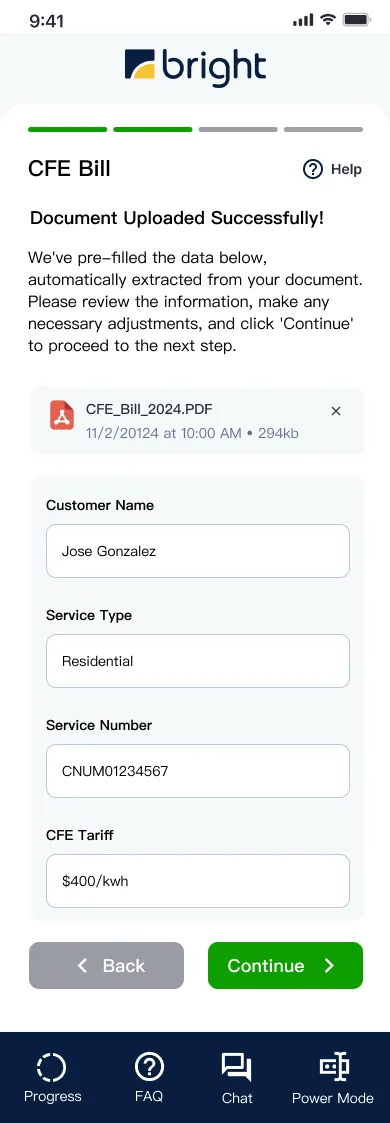 9:41
bright
CFE Bill
Help
Document Uploaded Successfully!
We've pre-filled the data below,
automatically extracted from your document.
Please review the information, make any
necessary adjustments, and click 'Continue'
to proceed to the next step.
CFE_Bill_2024.PDF
11/2/20124 at 10:00 AM • 294kb
Customer Name
Jose Gonzalez
Service Type
Residential
Service Number
CNUM01234567
CFE Tariff
$400/kwh
Back
Continue
Progress
FAQ
Chat
Power Mode